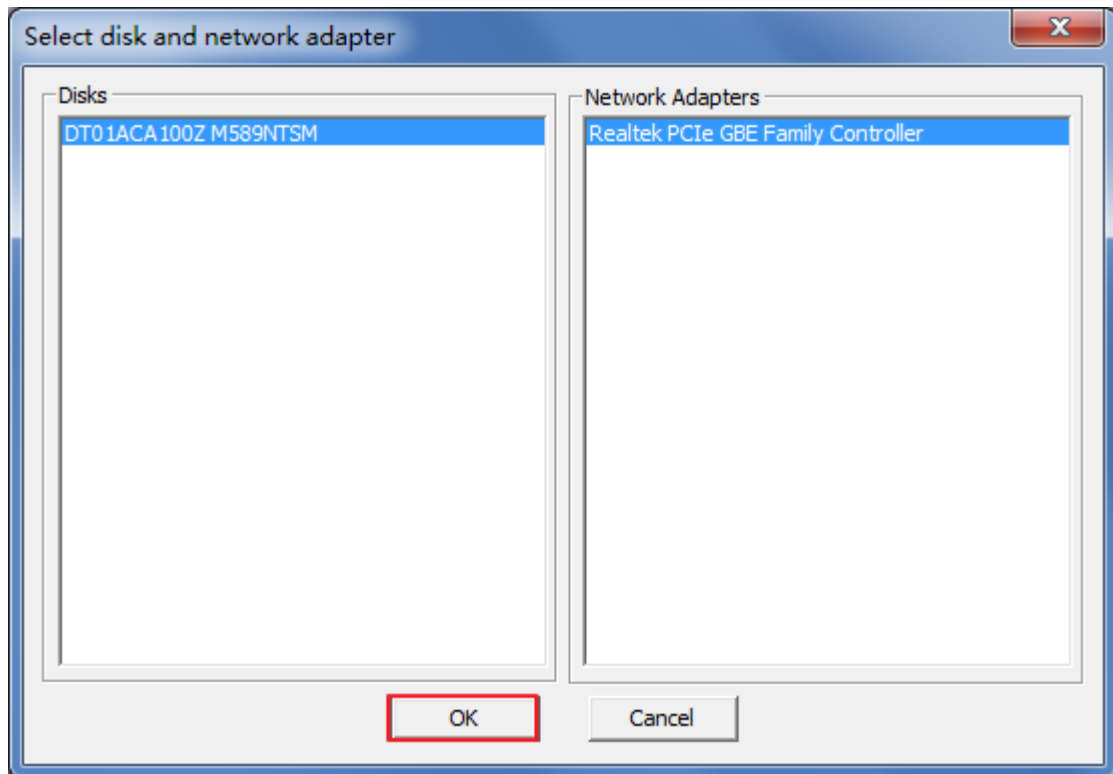 Select disk and network adapter
Disks
DT01ACA100Z M589NTSM
Network Adapters
Realtek PCIe GBE Family Controller
OK
Cancel